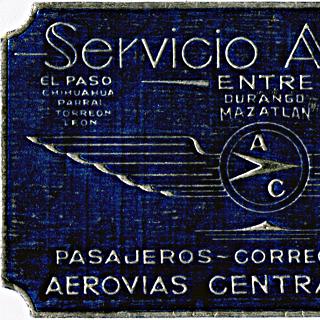 Servicio A
EL PASO
CHIHUAHUA
PARRAL
TORREON
LEON
ENTRE
DURANGO
MAZATLAN
A
C
PASAJEROS-CORREO
AEROVIAS CENTRA